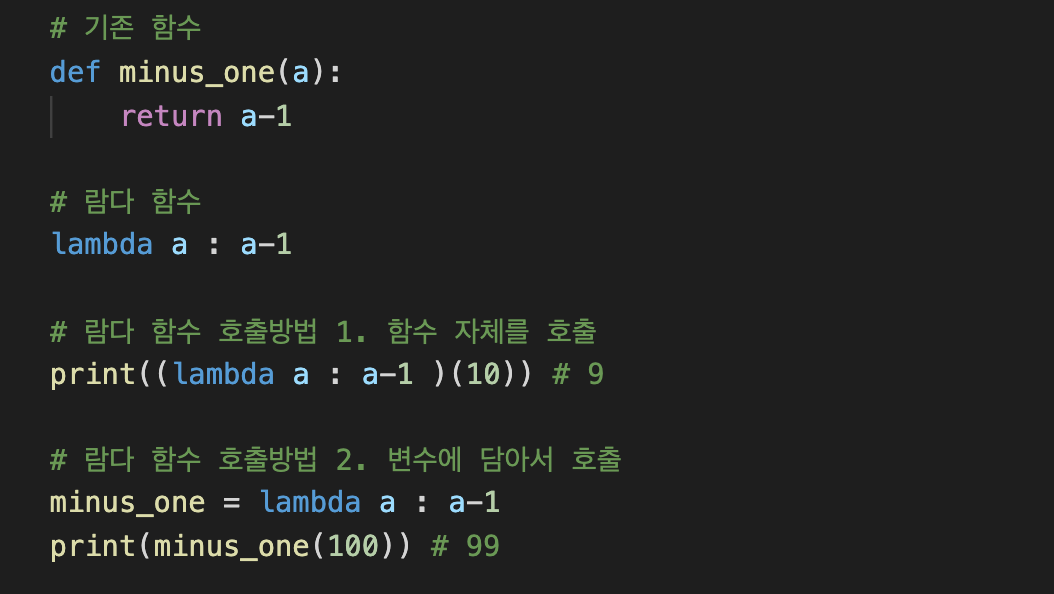 # 기존 함수
def minus_one(a):
    return a-1
# 람다 함수
lambda a : a-1
# 람다 함수 호출방법 1. 함수 자체를 호출
print((lambda a : a-1 )(10)) # 9
# 람다 함수 호출방법 2. 변수에 담아서 호출
minus_one = lambda a : a-1
print(minus_one(100)) # 99